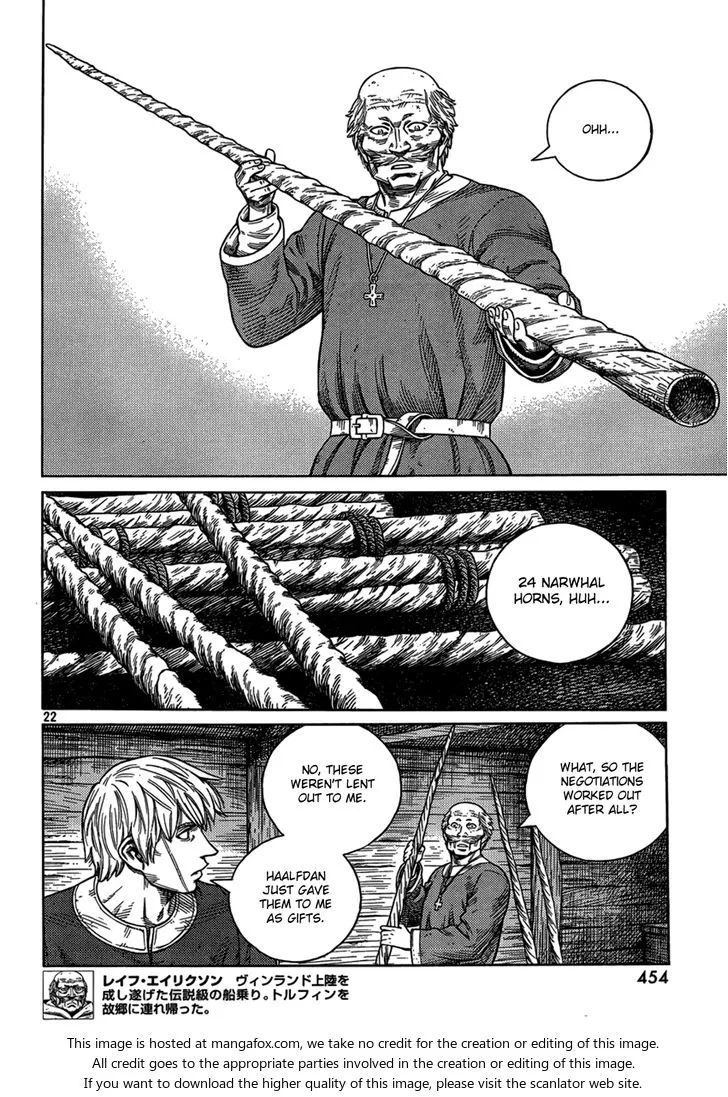 OHH...
24 NARWHAL
HORNS, HUH...
22
WHAT, SO THE
NEGOTIATIONS
WORKED OUT
AFTER ALL?
NO, THESE
WEREN'T LENT
OUT TO ME.
HAALFDAN
JUST GAVE
THEM TO ME
AS GIFTS.
レイフ・エイリクソン ヴィンランド上陸を
成し遂げた伝説級の船乗り。トルフィンを
故郷に連れ帰った。
454
This image is hosted at mangafox.com, we take no credit for the creation or editing of this image.
All credit goes to the appropriate parties involved in the creation or editing of this image.
If you want to download the higher quality of this image, please visit the scanlator web site.